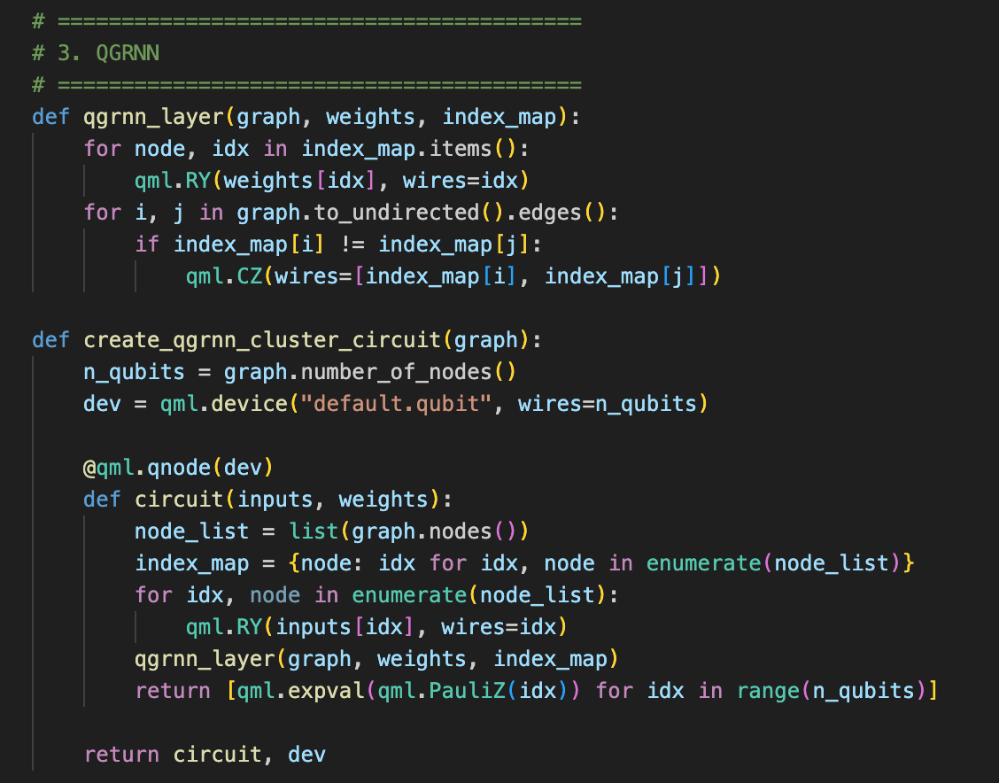 # =========================================
# 3. QGRNN
# =========================================
def qgrnn_layer(graph, weights, index_map):
    for node, idx in index_map.items():
        qml.RY(weights[idx], wires=idx)
    for i, j in graph.to_undirected().edges():
        if index_map[i] != index_map[j]:
            qml.CZ(wires=[index_map[i], index_map[j]])

def create_qgrnn_cluster_circuit(graph):
    n_qubits = graph.number_of_nodes()
    dev = qml.device("default.qubit", wires=n_qubits)

    @qml.qnode(dev)
    def circuit(inputs, weights):
        node_list = list(graph.nodes())
        index_map = {node: idx for idx, node in enumerate(node_list)}
        for idx, node in enumerate(node_list):
            qml.RY(inputs[idx], wires=idx)
        qgrnn_layer(graph, weights, index_map)
        return [qml.expval(qml.PauliZ(idx)) for idx in range(n_qubits)]

    return circuit, dev